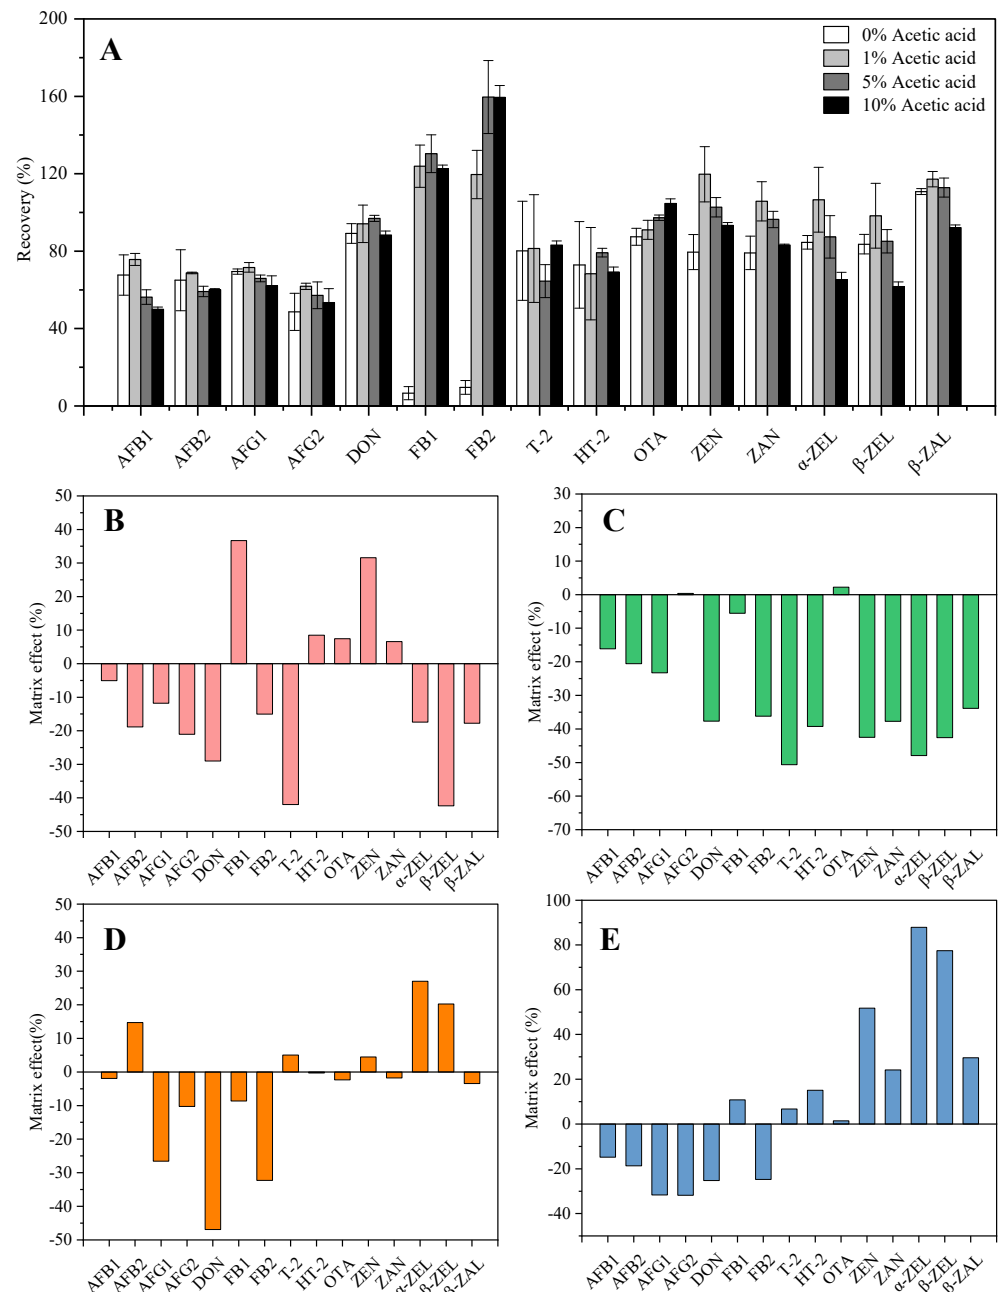 A
0% Acetic acid
1% Acetic acid
5% Acetic acid
10% Acetic acid
Recovery (%)
200
160
120
80
40
0
AFB1 AFB2 AFG1 AFG2 DON FB1 FB2 T-2 HT-2 OTA ZEN ZAN α-ZEL β-ZEL β-ZAL
B
Matrix effect (%)
50
40
30
20
10
0
-10
-20
-30
-40
-50
AFB1 AFB2 AFG1 AFG2 DON FB1 FB2 T-2 HT-2 OTA ZEN ZAN α-ZEL β-ZEL β-ZAL
C
Matrix effect (%)
30
20
10
0
-10
-20
-30
-40
-50
-60
-70
AFB1 AFB2 AFG1 AFG2 DON FB1 FB2 T-2 HT-2 OTA ZEN ZAN α-ZEL β-ZEL β-ZAL
D
Matrix effect(%)
50
40
30
20
10
0
-10
-20
-30
-40
-50
AFB1 AFB2 AFG1 AFG2 DON FB1 FB2 T-2 HT-2 OTA ZEN ZAN α-ZEL β-ZEL β-ZAL
E
Matrix effect (%)
100
80
60
40
20
0
-20
-40
AFB1 AFB2 AFG1 AFG2 DON FB1 FB2 T-2 HT-2 OTA ZEN ZAN α-ZEL β-ZEL β-ZAL